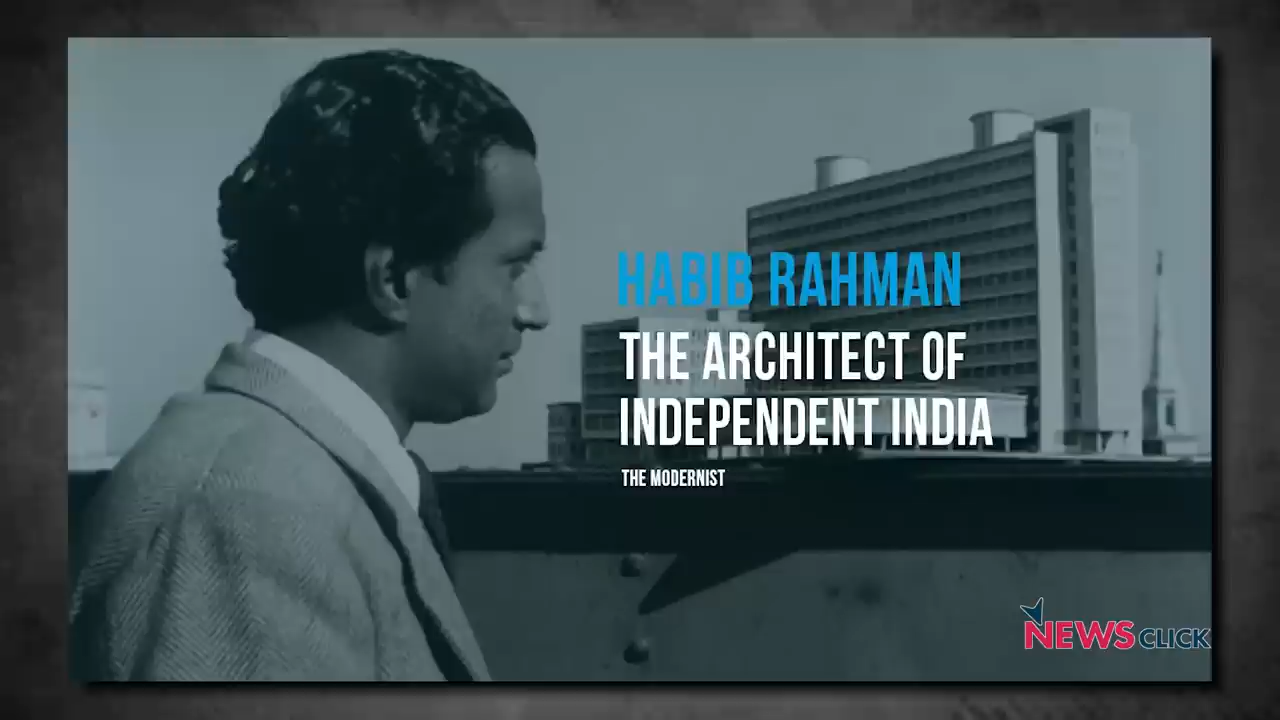 HABIB RAHMAN
THE ARCHITECT OF
INDEPENDENT INDIA
THE MODERNIST
NEWSCLICK